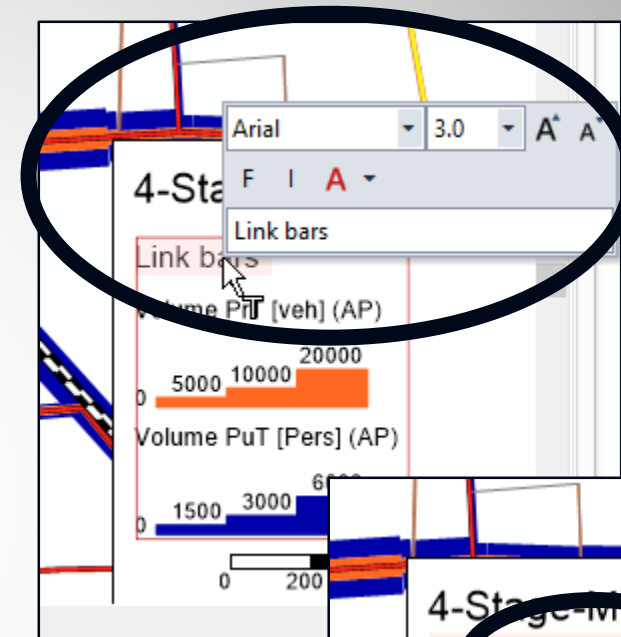 Arial 3.0 A A
F I A
Link bars
4-Sta
Link bars
Volume PrT [veh] (AP)
0 5000 10000 20000
Volume PuT [Pers] (AP)
0 1500 3000
0 200
4-Stage-M